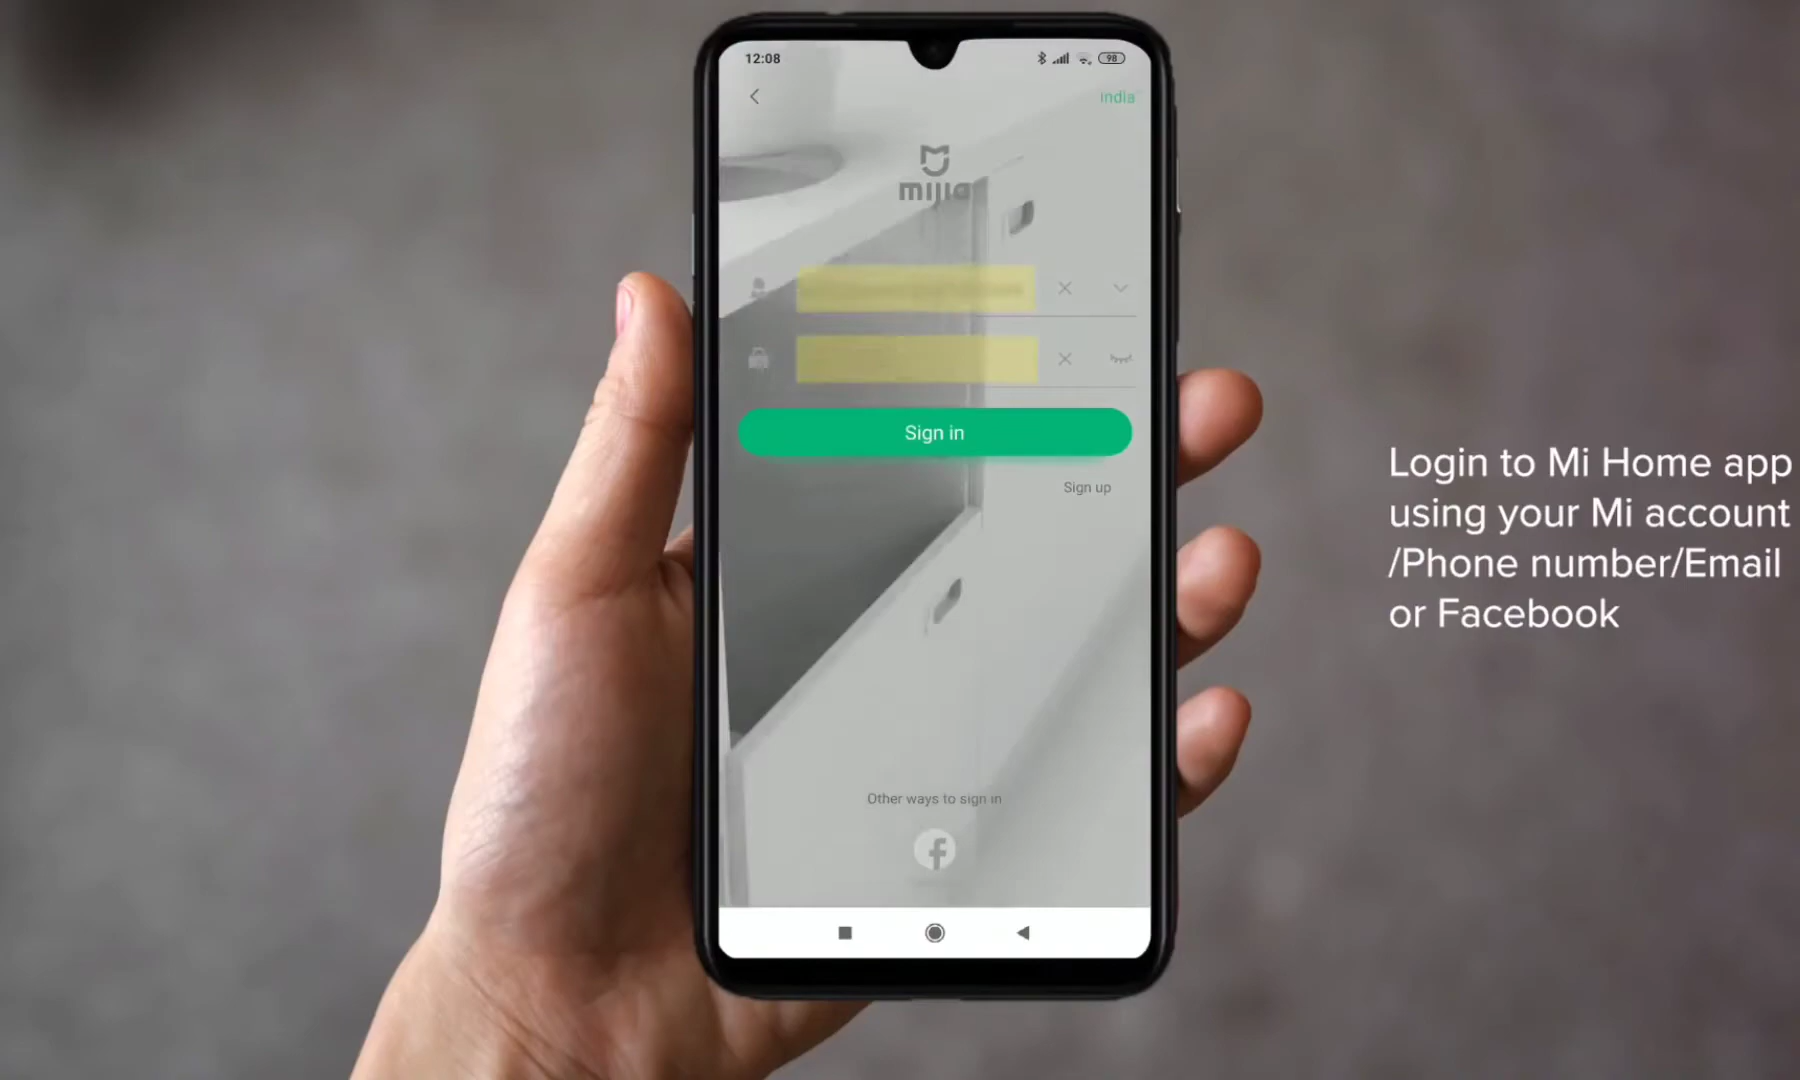 12:08
98
india
mijia
Sign in
Sign up
Other ways to sign in
Login to Mi Home app
using your Mi account
/Phone number/Email
or Facebook